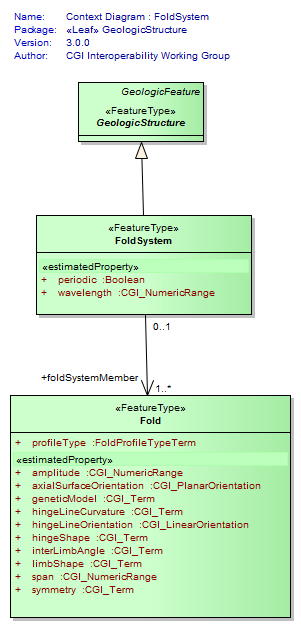 Name: Context Diagram : FoldSystem
Package: «Leaf» GeologicStructure
Version: 3.0.0
Author: CGI Interoperability Working Group
GeologicFeature
«FeatureType»
GeologicStructure
«FeatureType»
FoldSystem
«estimatedProperty»
+ periodic :Boolean
+ wavelength :CGI_NumericRange
0..1
+foldSystemMember
1..*
«FeatureType»
Fold
+ profileType :FoldProfileTypeTerm
«estimatedProperty»
+ amplitude :CGI_NumericRange
+ axialSurfaceOrientation :CGI_PlanarOrientation
+ geneticModel :CGI_Term
+ hingeLineCurvature :CGI_Term
+ hingeLineOrientation :CGI_LinearOrientation
+ hingeShape :CGI_Term
+ interLimbAngle :CGI_Term
+ limbShape :CGI_Term
+ span :CGI_NumericRange
+ symmetry :CGI_Term